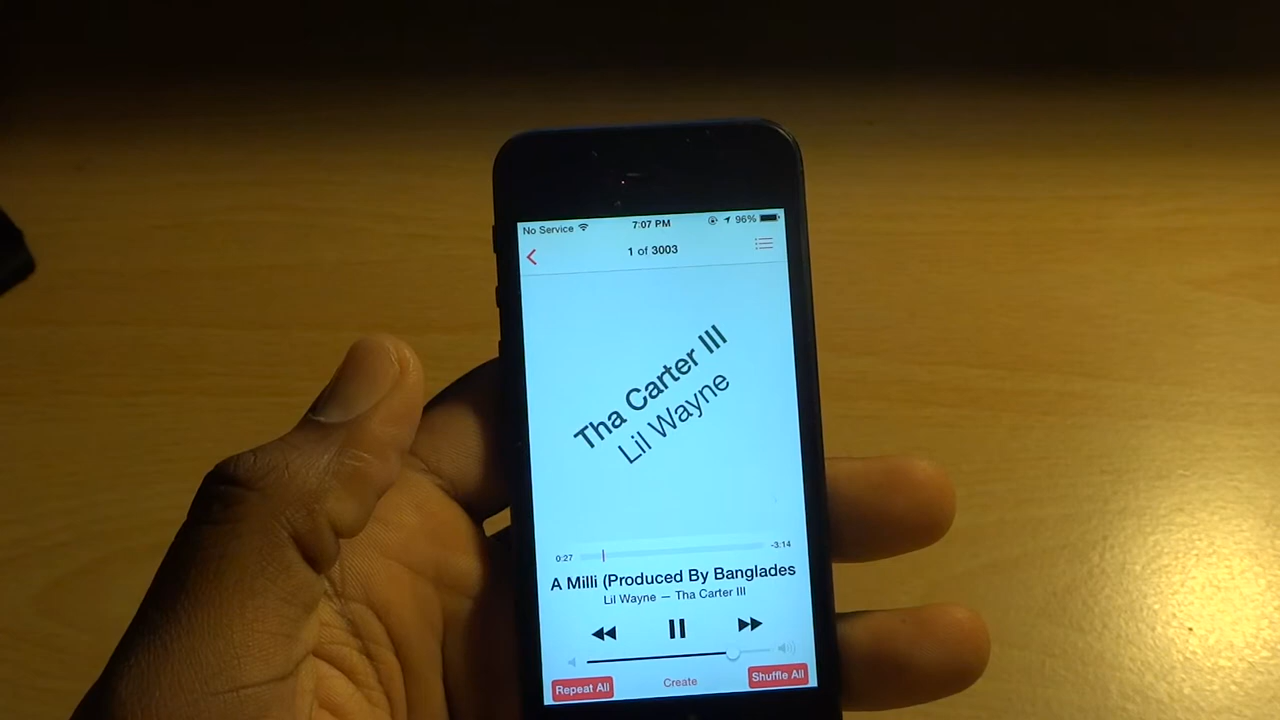 No Service 7:07 PM 96%
1 of 3003
Tha Carter III
Lil Wayne
0:27 -3:14
A Milli (Produced By Banglades
Lil Wayne — Tha Carter III
Repeat All Create Shuffle All